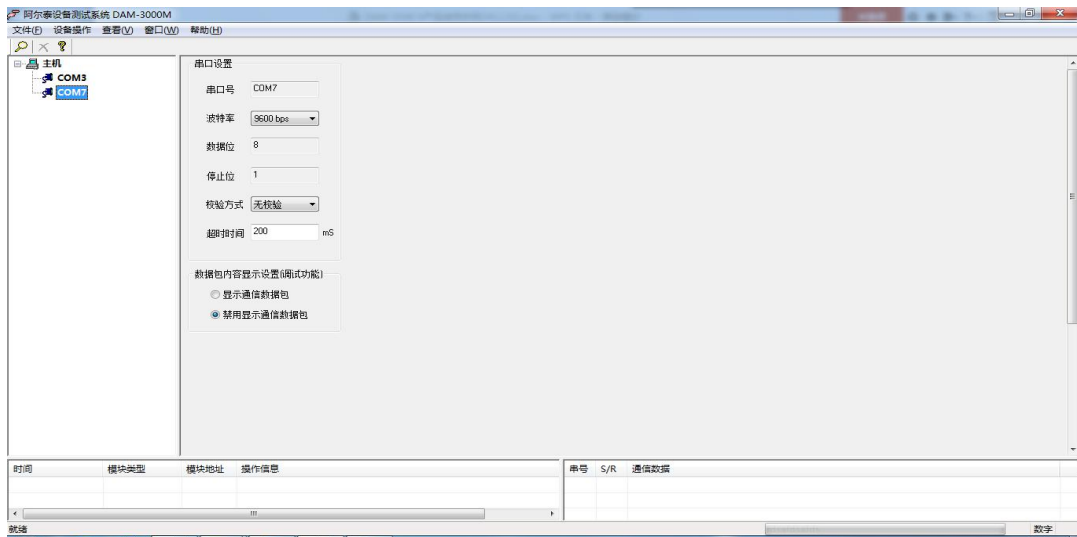 阿尔泰设备测试系统 DAM-3000M
文件(F) 设备操作 查看(V) 窗口(W) 帮助(H)
主机
COM3
COM7
串口设置
串口号 COM7
波特率 9600 bps
数据位 8
停止位 1
校验方式 无校验
超时时间 200 mS
数据包内容显示设置(调试功能)
显示通信数据包
禁用显示通信数据包
时间 模块类型 模块地址 操作信息
串号 S/R 通信数据
就绪
数字